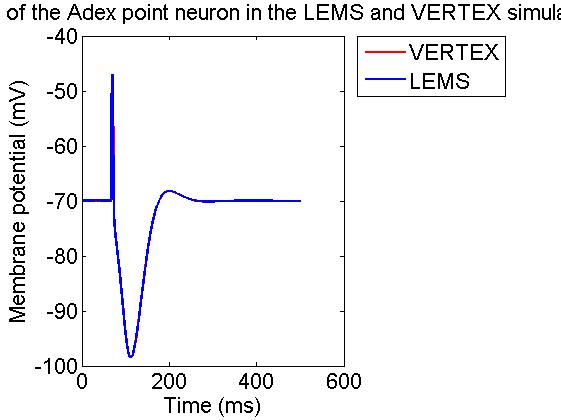 of the Adex point neuron in the LEMS and VERTEX simula
VERTEX
LEMS
Membrane potential (mV)
-40
-50
-60
-70
-80
-90
-100
0 200 400 600
Time (ms)